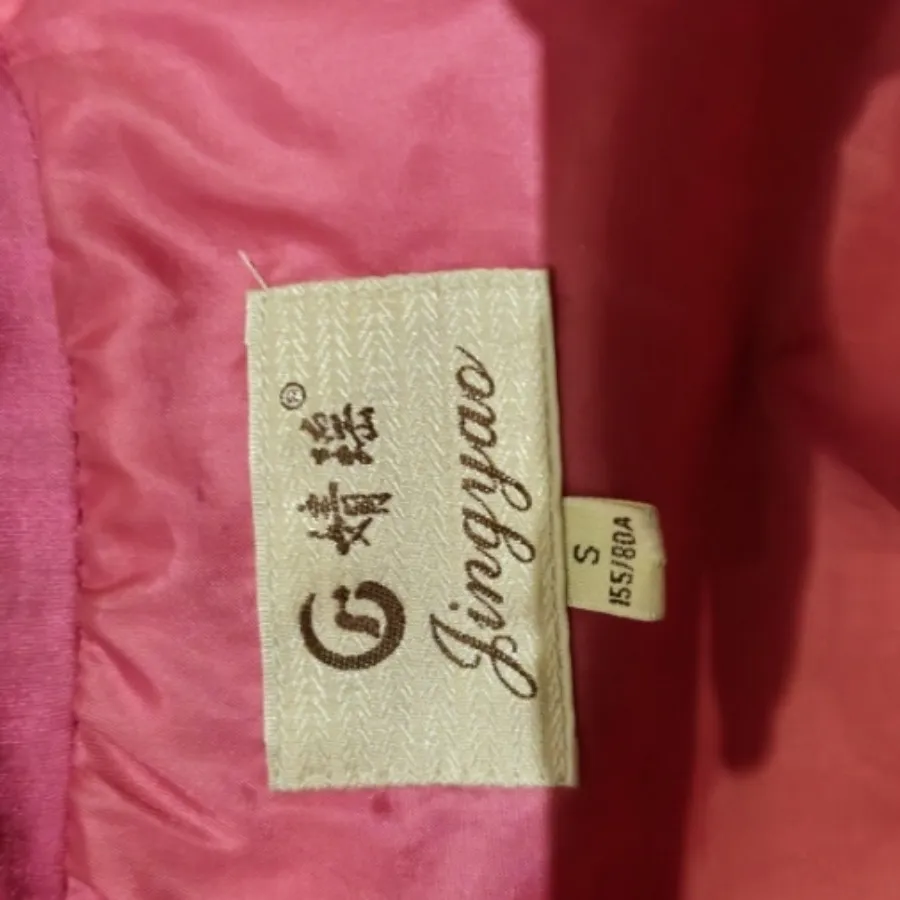 婧瑶®
Jingyao
S
155/80A